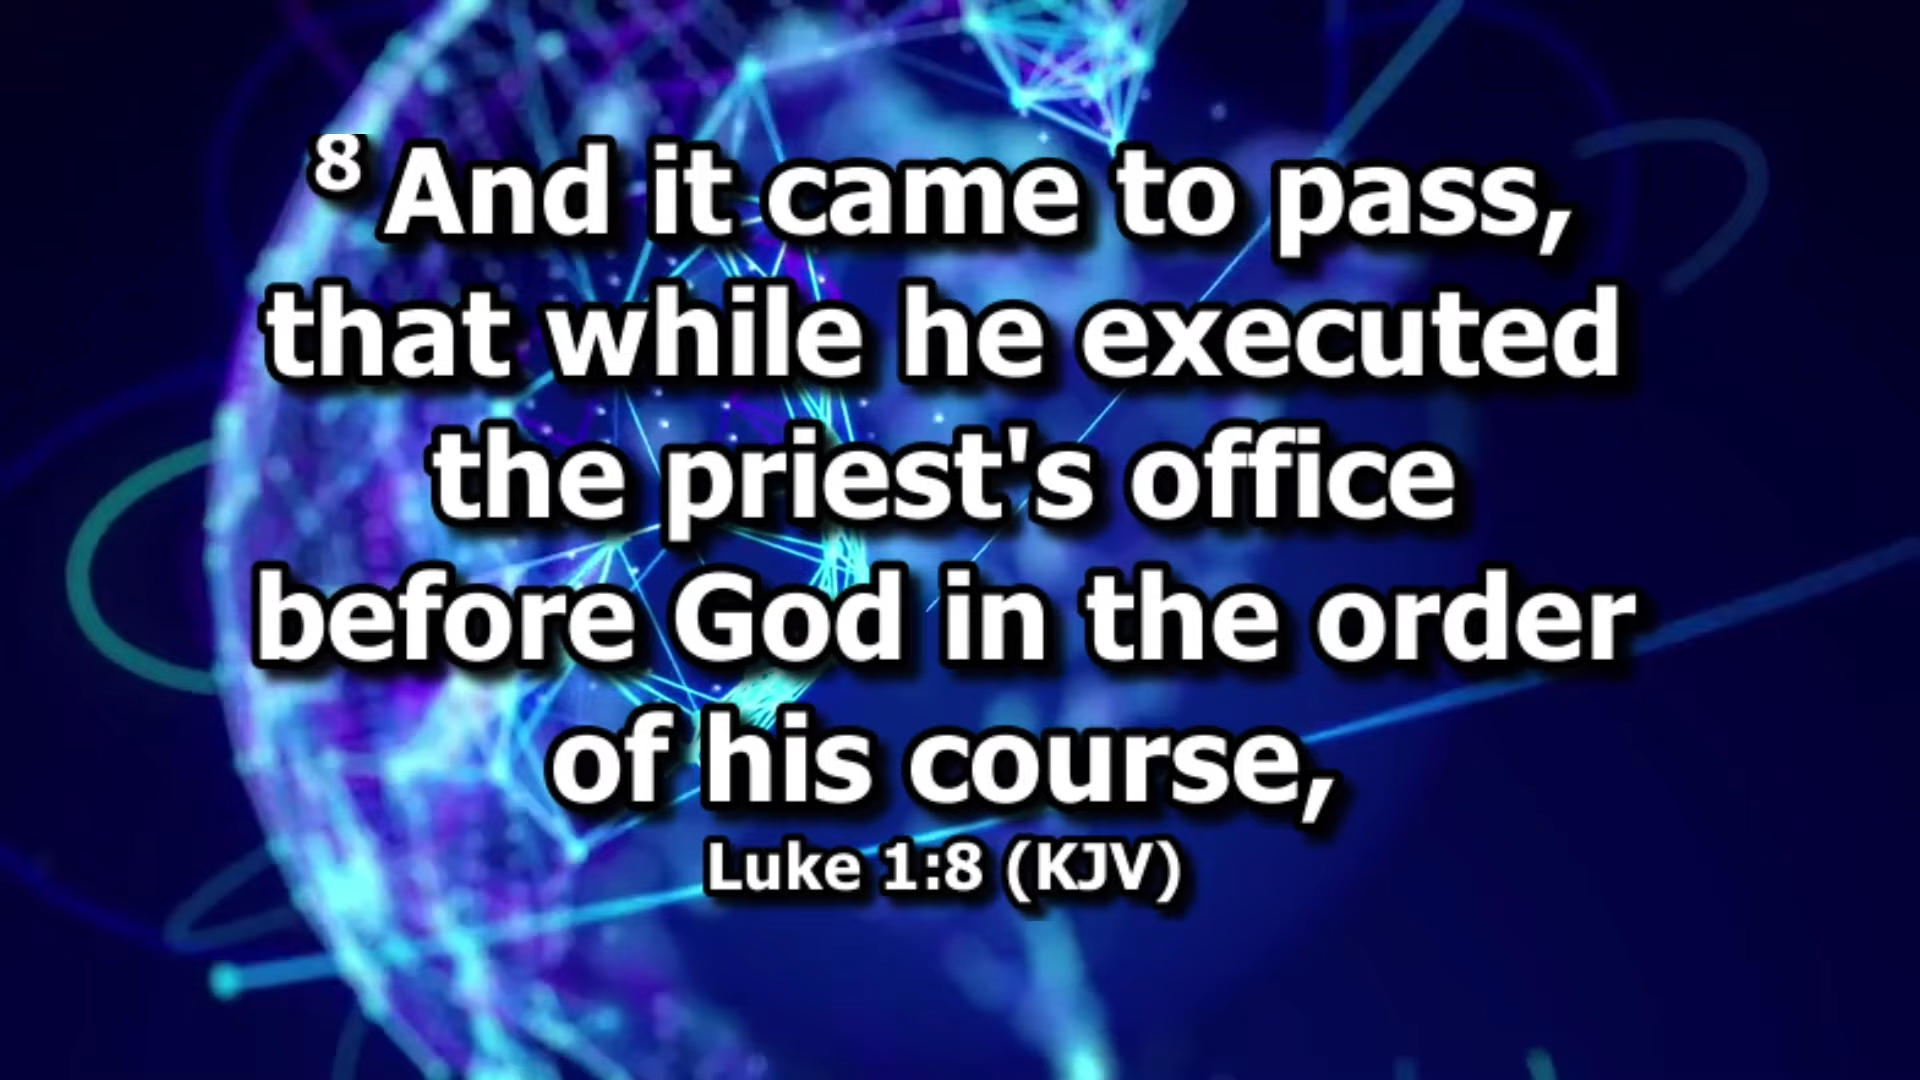 8 And it came to pass,
that while he executed
the priest's office
before God in the order
of his course,
Luke 1:8 (KJV)